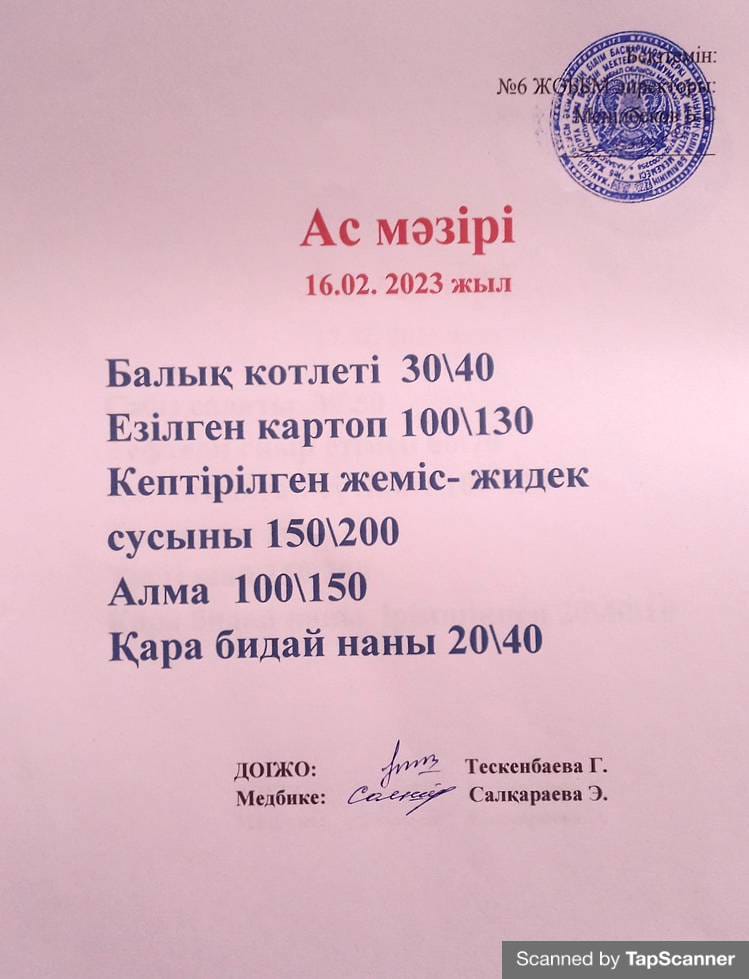 Бекітемін:
№6 ЖОББМ директоры:
Ас мәзірі
16.02. 2023 жыл
Балық котлеті 30\40
Езілген картоп 100\130
Кептірілген жеміс- жидек
сусыны 150\200
Алма 100\150
Қара бидай наны 20\40
ДОІЖО: Тескенбаева Г.
Медбике: Салқараева Э.
Scanned by TapScanner